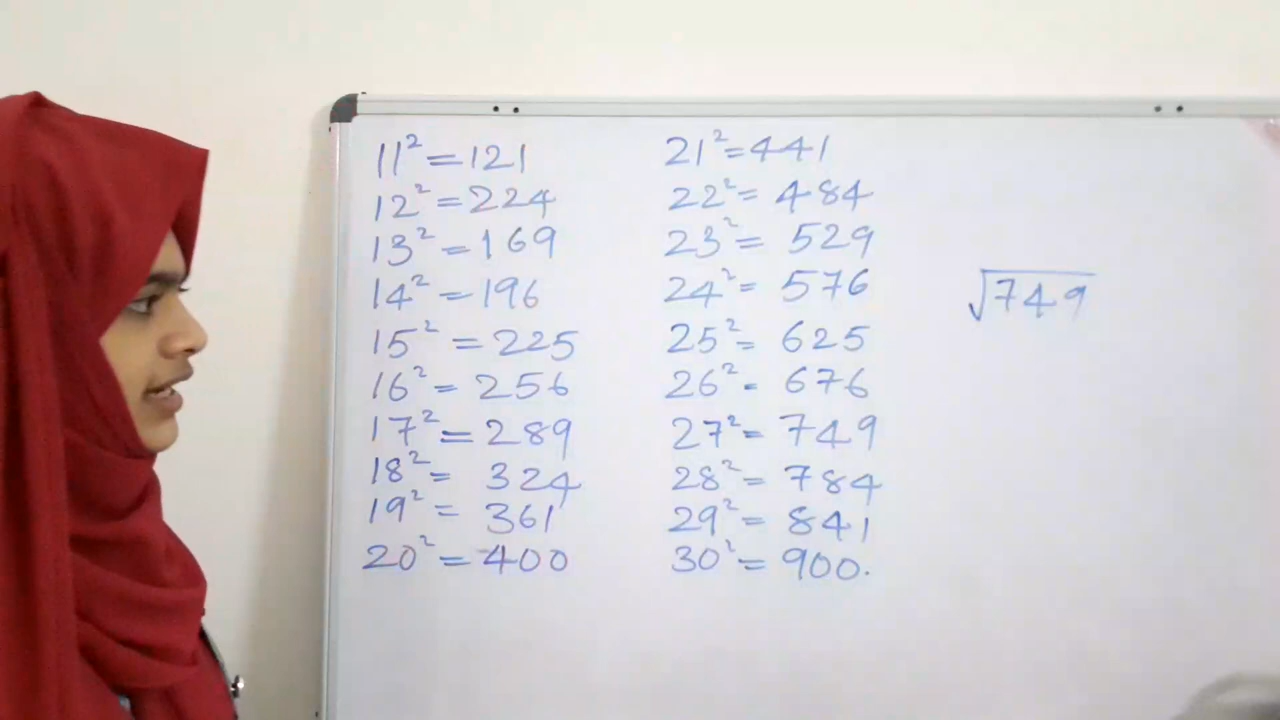 11² = 121
12² = 224
13² = 169
14² = 196
15² = 225
16² = 256
17² = 289
18² = 324
19² = 361
20² = 400
21² = 441
22² = 484
23² = 529
24² = 576
25² = 625
26² = 676
27² = 749
28² = 784
29² = 841
30² = 900.
√749